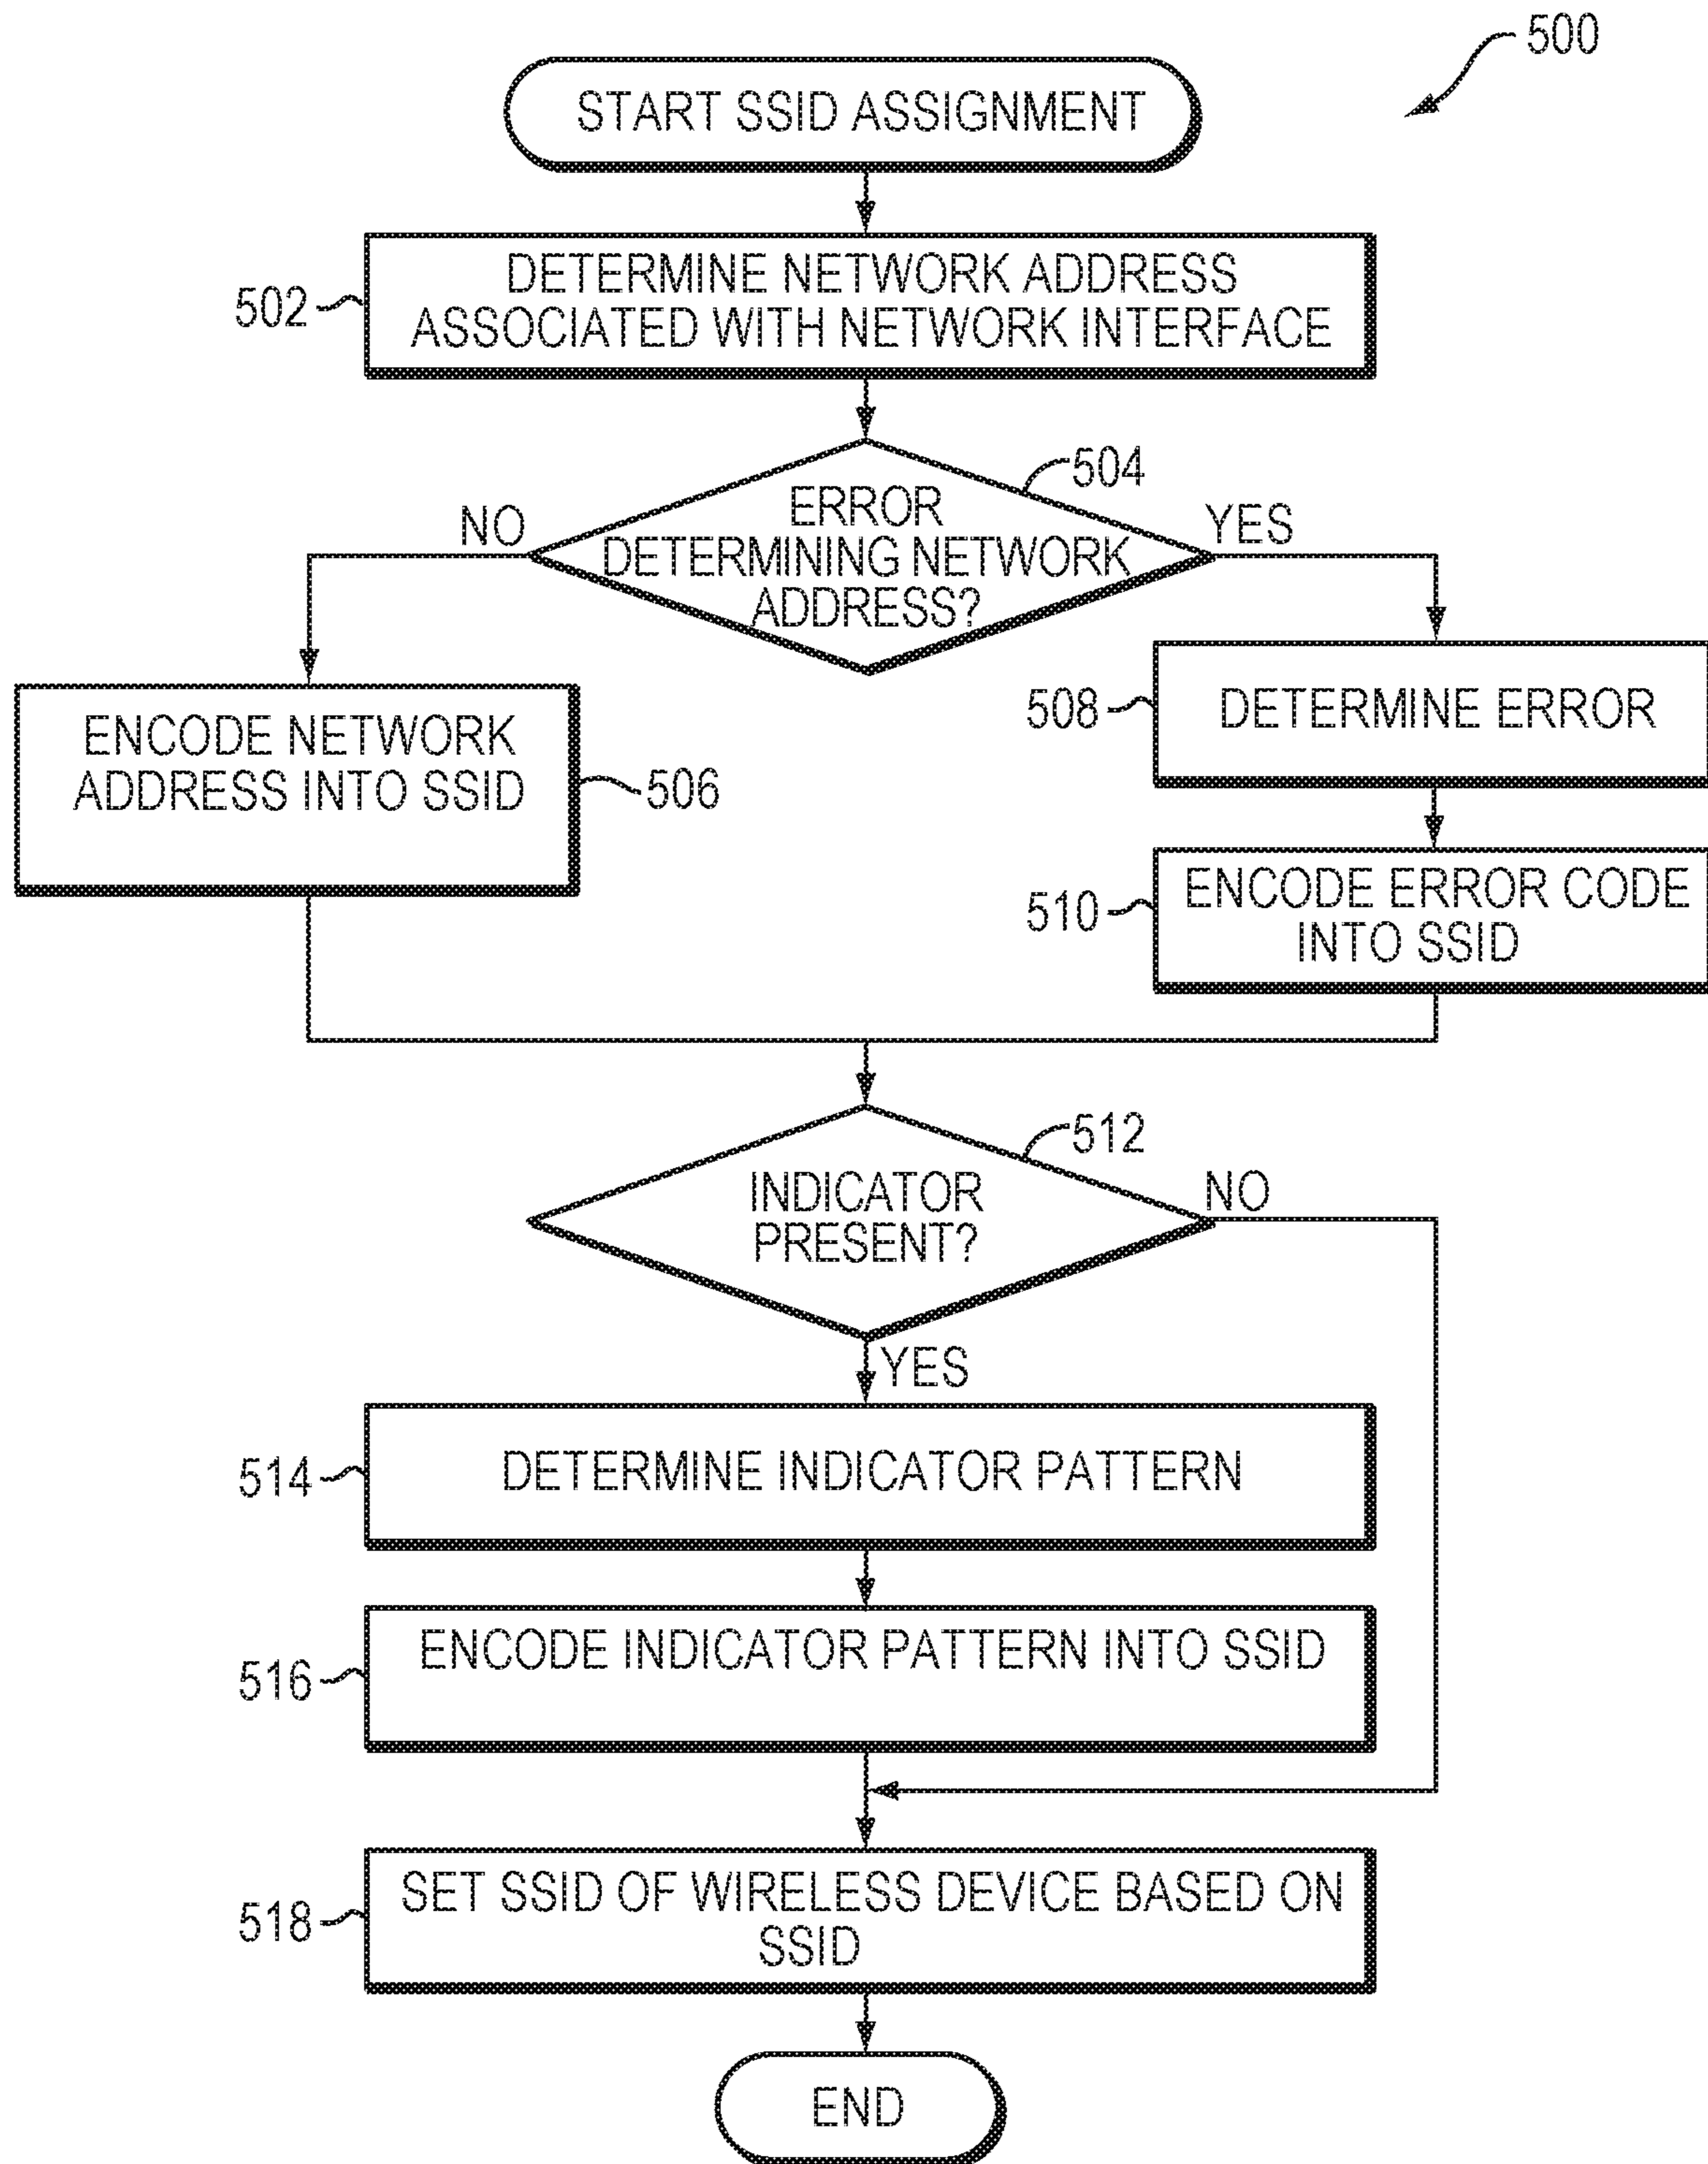 500
START SSID ASSIGNMENT
502
DETERMINE NETWORK ADDRESS
ASSOCIATED WITH NETWORK INTERFACE
504
NO
ERROR
DETERMINING NETWORK
ADDRESS?
YES
ENCODE NETWORK
ADDRESS INTO SSID
506
508
DETERMINE ERROR
510
ENCODE ERROR CODE
INTO SSID
512
INDICATOR
PRESENT?
NO
YES
514
DETERMINE INDICATOR PATTERN
516
ENCODE INDICATOR PATTERN INTO SSID
518
SET SSID OF WIRELESS DEVICE BASED ON
SSID
END